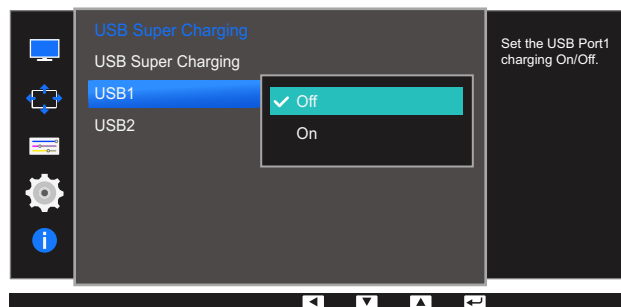 USB Super Charging
USB Super Charging
USB1
USB2
Off
On
Set the USB Port1
charging On/Off.